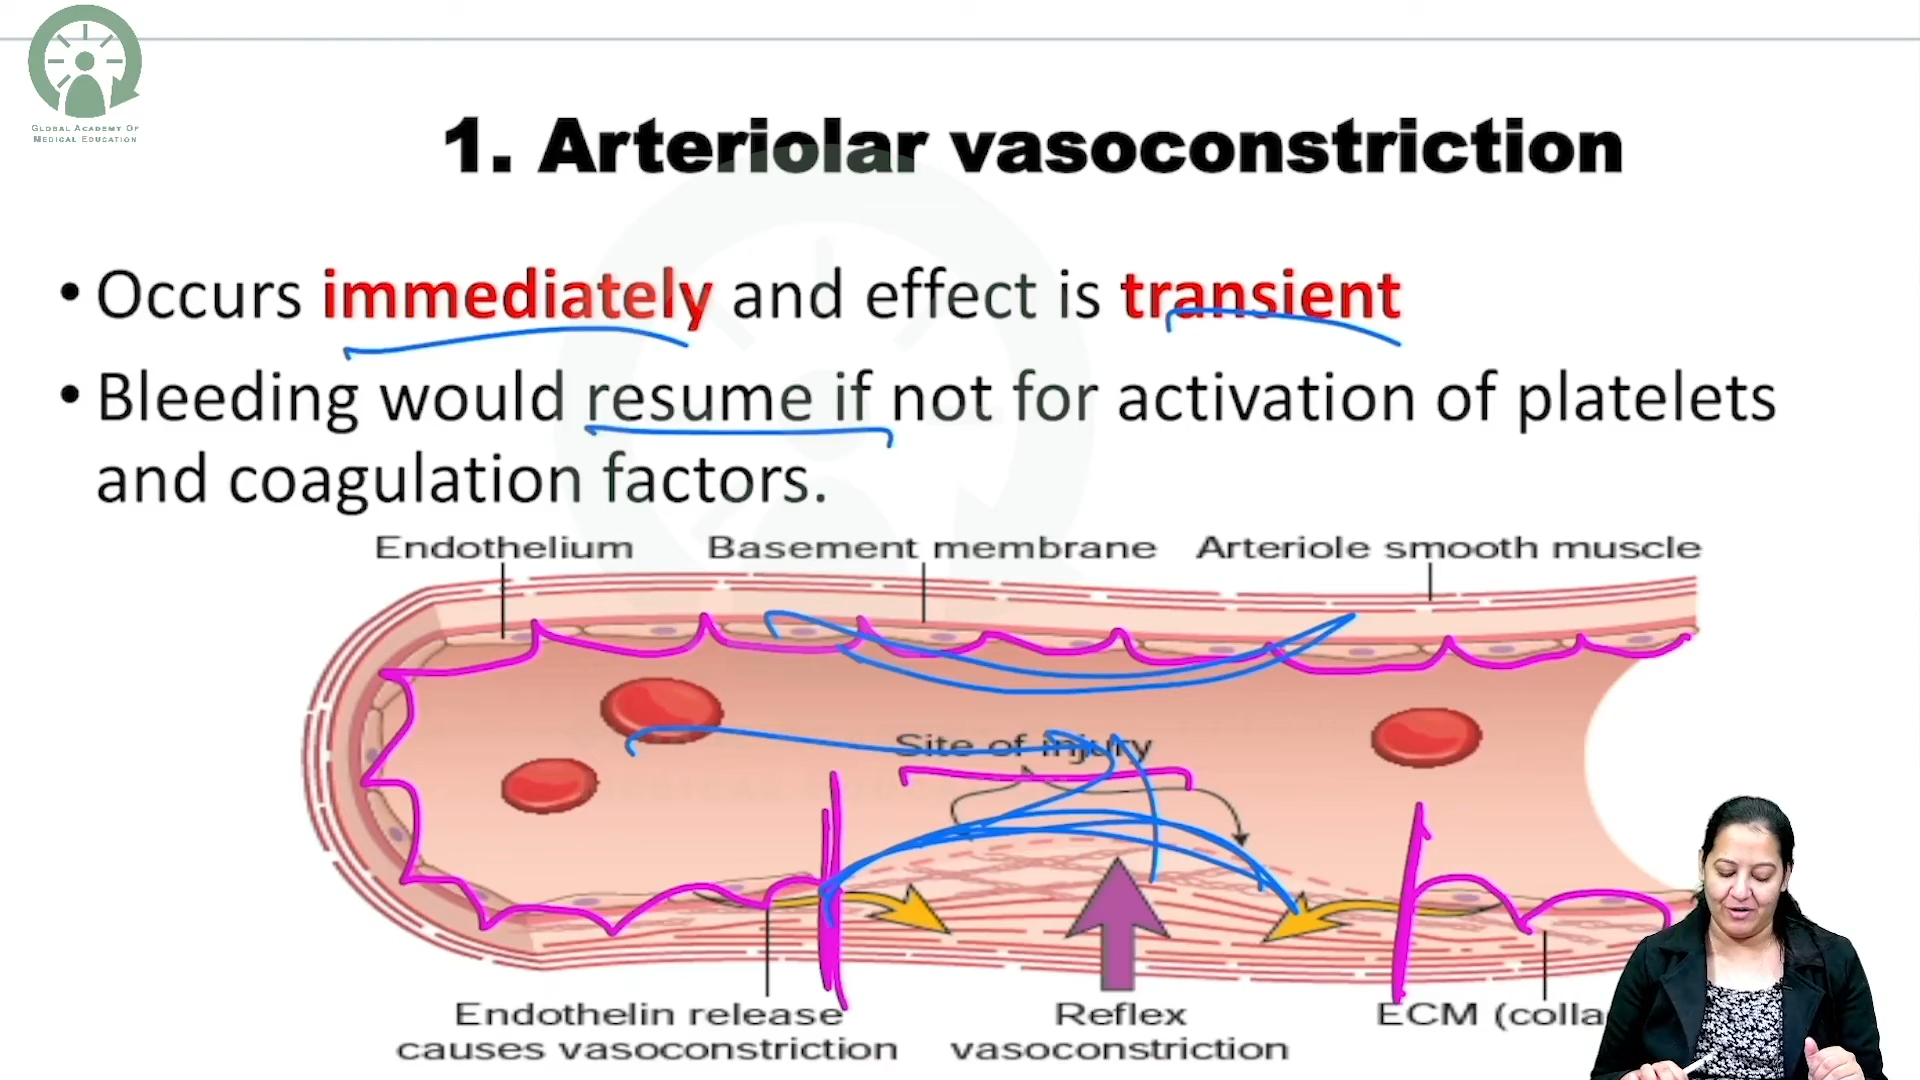 GLOBAL ACADEMY OF
MEDICAL EDUCATION
1. Arteriolar vasoconstriction
• Occurs immediately and effect is transient
• Bleeding would resume if not for activation of platelets
and coagulation factors.
Endothelium Basement membrane Arteriole smooth muscle
Site of injury
Endothelin release
causes vasoconstriction
Reflex
vasoconstriction
ECM (colla